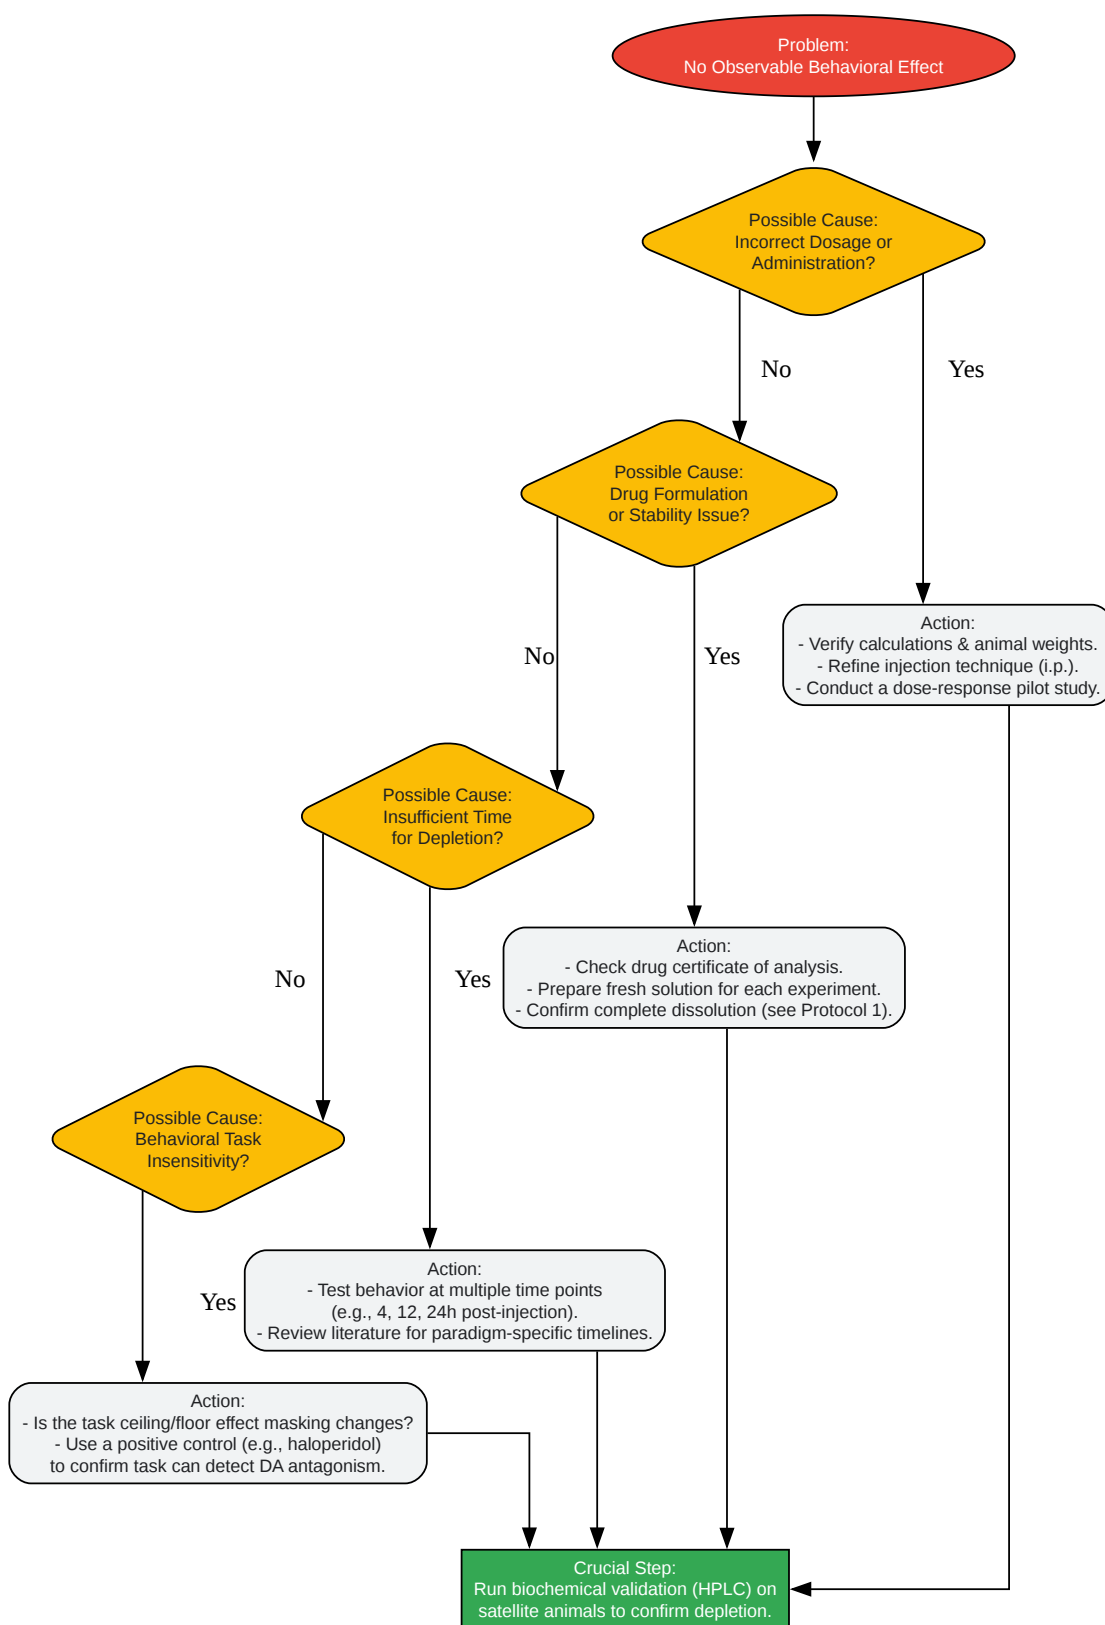 Problem:
No Observable Behavioral Effect
Possible Cause:
Incorrect Dosage or
Administration?
No
Yes
Possible Cause:
Drug Formulation
or Stability Issue?
No
Yes
Action:
- Verify calculations & animal weights.
- Refine injection technique (i.p.).
- Conduct a dose-response pilot study.
Possible Cause:
Insufficient Time
for Depletion?
No
Yes
Action:
- Check drug certificate of analysis.
- Prepare fresh solution for each experiment.
- Confirm complete dissolution (see Protocol 1).
Possible Cause:
Behavioral Task
Insensitivity?
Yes
Action:
- Test behavior at multiple time points
(e.g., 4, 12, 24h post-injection).
- Review literature for paradigm-specific timelines.
Action:
- Is the task ceiling/floor effect masking changes?
- Use a positive control (e.g., haloperidol)
to confirm task can detect DA antagonism.
Crucial Step:
Run biochemical validation (HPLC) on
satellite animals to confirm depletion.